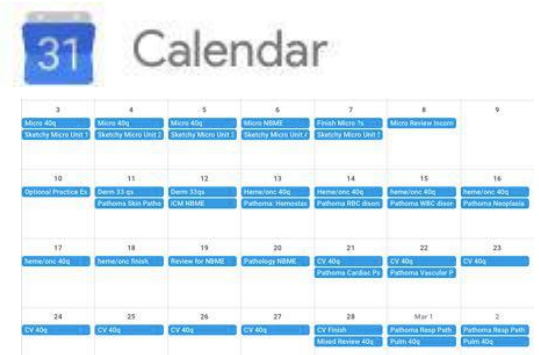 31 Calendar
3 4 5 6 7 8 9
Micro 40q Micro 40q Micro 40q Micro NBME Finish Micro ?s Micro Review Incorr
Sketchy Micro Unit 1 Sketchy Micro Unit 2 Sketchy Micro Unit Sketchy Micro Unit Sketchy Micro Unit
10 11 12 13 14 15 16
Optional Practice Es Derm 33 qs Derm 33qs Heme/onc 40q Heme/onc 40q heme/onc 40q heme/onc 40q
Pathoma Skin Patho ICM NBME Pathoma: Hemostas Pathoma RBC disor Pathoma WBC disor Pathoma Neoplasia
17 18 19 20 21 22 23
heme/onc 40q heme/onc finish Review for NBME Pathology NBME CV 40q CV 40q CV 40q
Pathoma Cardiac Pa Pathoma Vascular P
24 25 26 27 28 Mar 1 2
CV 40q CV 40q CV 40q CV 40q CV Finish Pathoma Resp Path Pathoma Resp Path
Mixed Review 40q Pulm 40q Pulm 40q